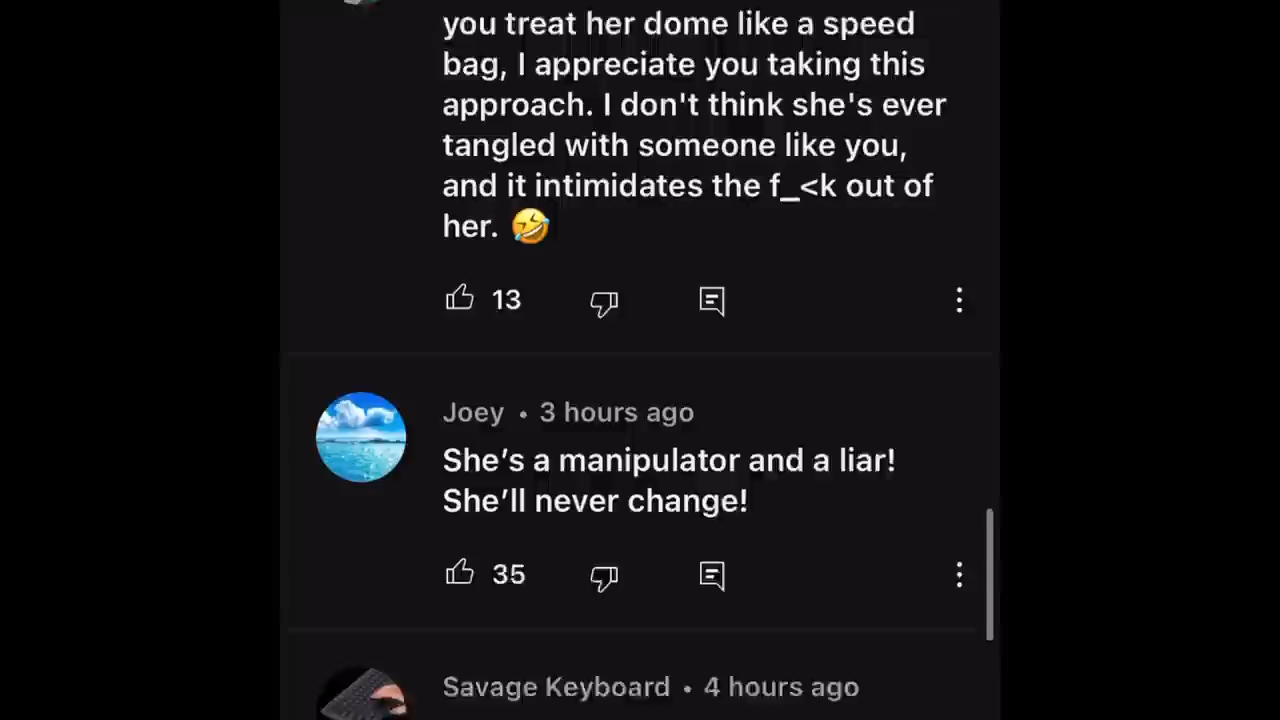 you treat her dome like a speed
bag, I appreciate you taking this
approach. I don't think she's ever
tangled with someone like you,
and it intimidates the f_<k out of
her. 🤣
13
Joey • 3 hours ago
She's a manipulator and a liar!
She'll never change!
35
Savage Keyboard • 4 hours ago